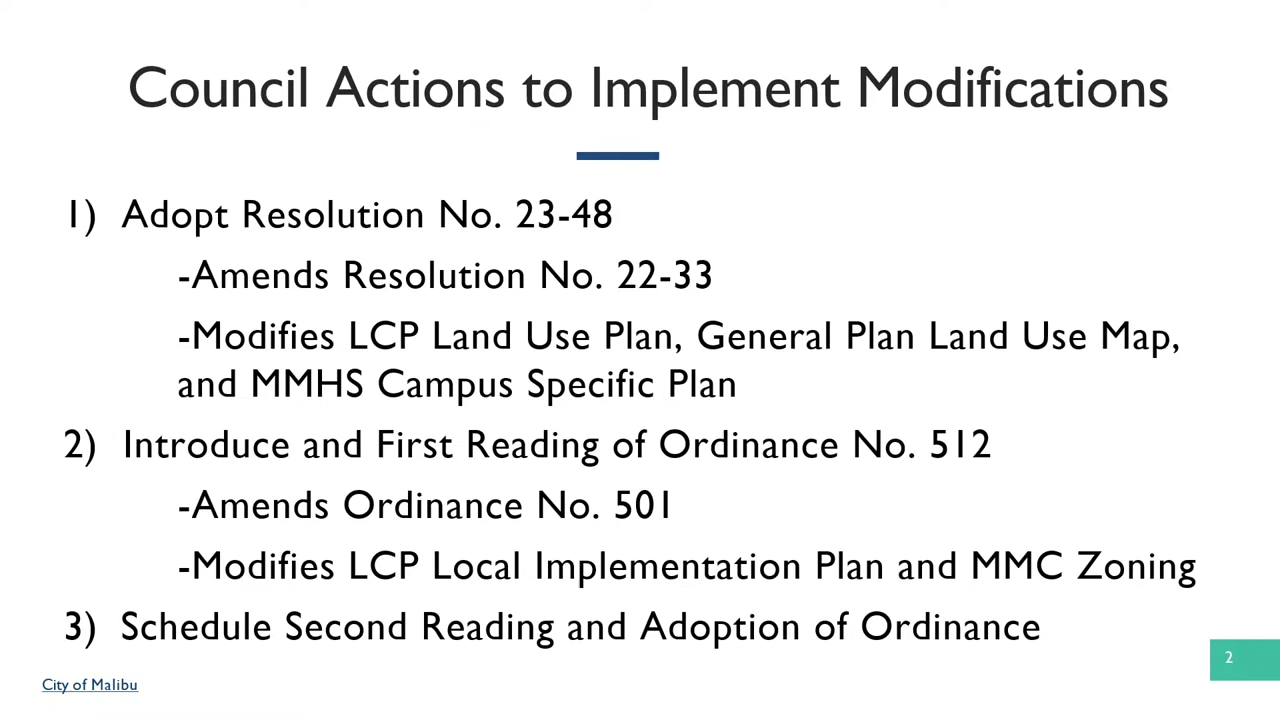 Council Actions to Implement Modifications
1) Adopt Resolution No. 23-48
-Amends Resolution No. 22-33
-Modifies LCP Land Use Plan, General Plan Land Use Map,
and MMHS Campus Specific Plan
2) Introduce and First Reading of Ordinance No. 512
-Amends Ordinance No. 501
-Modifies LCP Local Implementation Plan and MMC Zoning
3) Schedule Second Reading and Adoption of Ordinance
2
City of Malibu